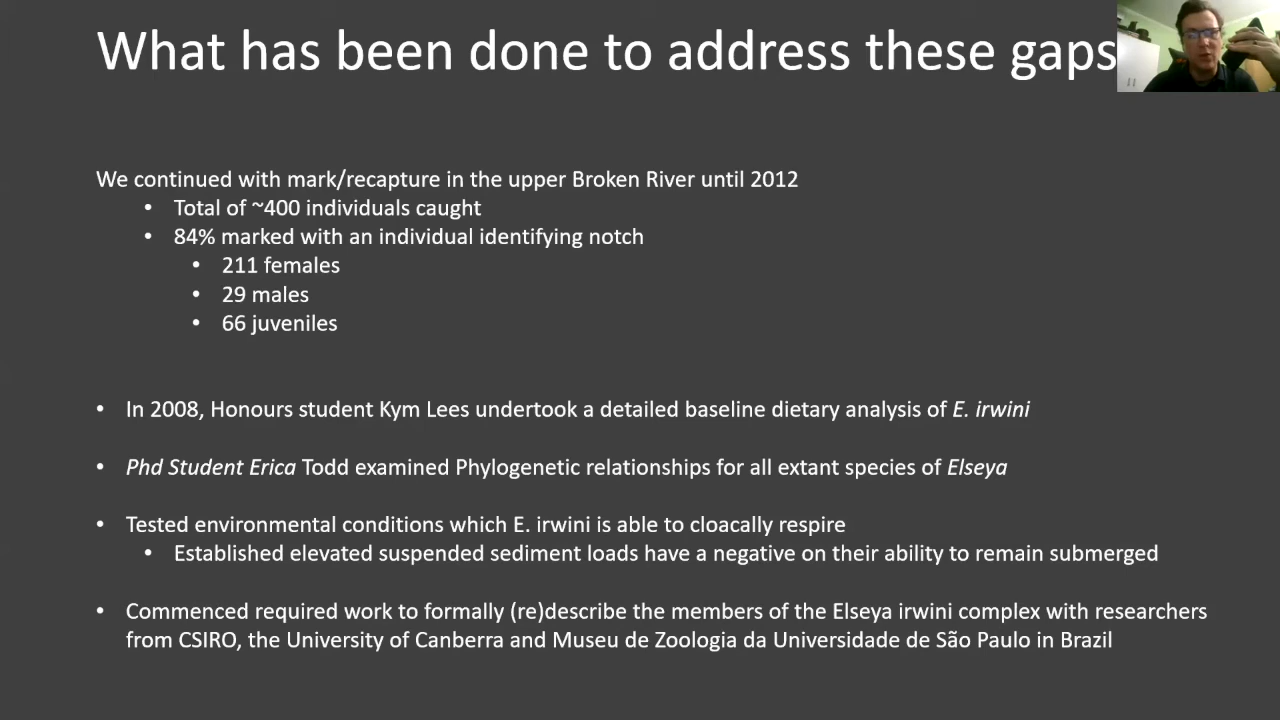 What has been done to address these gaps
We continued with mark/recapture in the upper Broken River until 2012
• Total of ~400 individuals caught
• 84% marked with an individual identifying notch
• 211 females
• 29 males
• 66 juveniles
• In 2008, Honours student Kym Lees undertook a detailed baseline dietary analysis of E. irwini
• Phd Student Erica Todd examined Phylogenetic relationships for all extant species of Elseya
• Tested environmental conditions which E. irwini is able to cloacally respire
• Established elevated suspended sediment loads have a negative on their ability to remain submerged
• Commenced required work to formally (re)describe the members of the Elseya irwini complex with researchers
from CSIRO, the University of Canberra and Museu de Zoologia da Universidade de São Paulo in Brazil